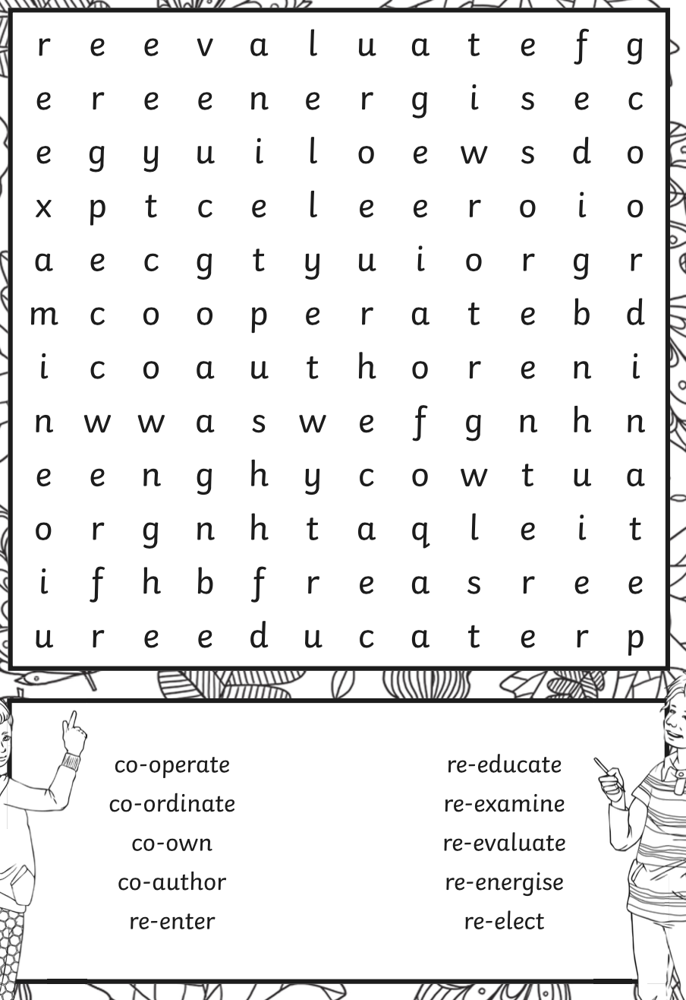 r e e v a l u a t e f g
e r e e n e r g i s e c
e g y u i l o e w s d o
x p t c e l e e r o i o
a e c g t y u i o r g r
m c o o p e r a t e b d
i c o a u t h o r e n i
n w w a s w e f g n h n
e e n g h y c o w t u a
o r g n h t a q l e i t
i f h b f r e a s r e e
u r e e d u c a t e r p
co-operate re-educate
co-ordinate re-examine
co-own re-evaluate
co-author re-energise
re-enter re-elect